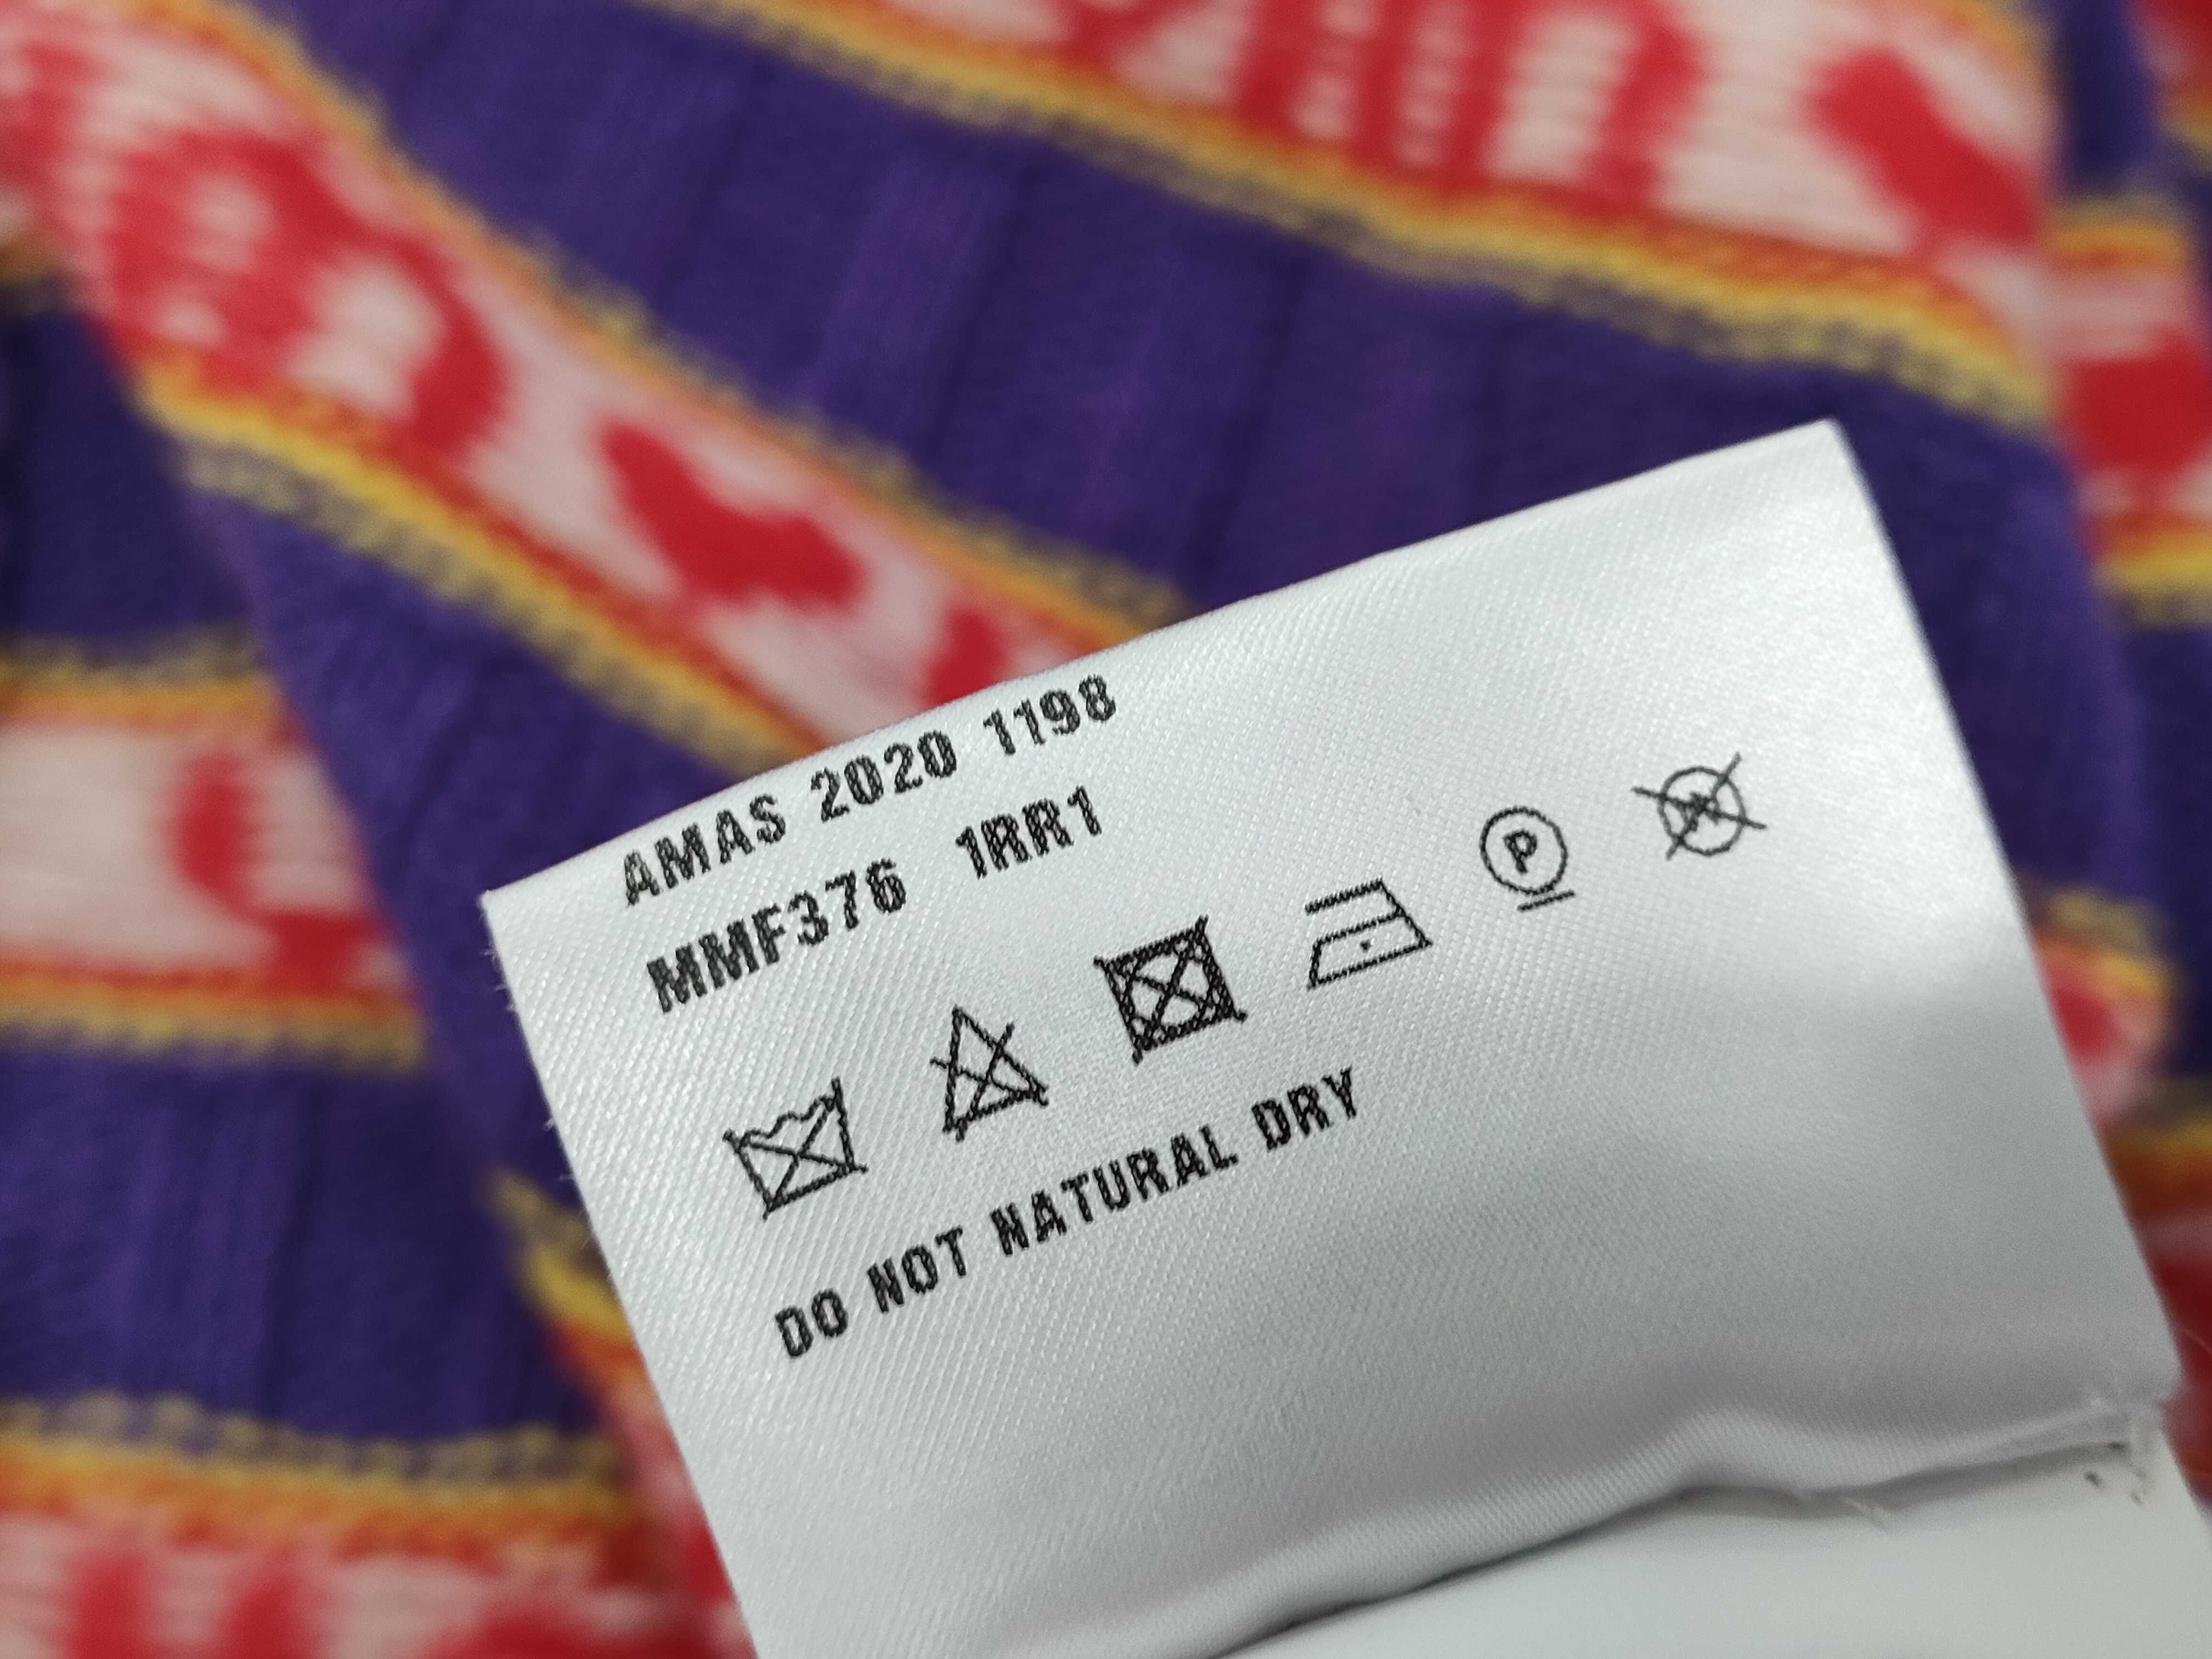 AMAS 2020 1198
MMF376 1RR1
P
DO NOT NATURAL DRY